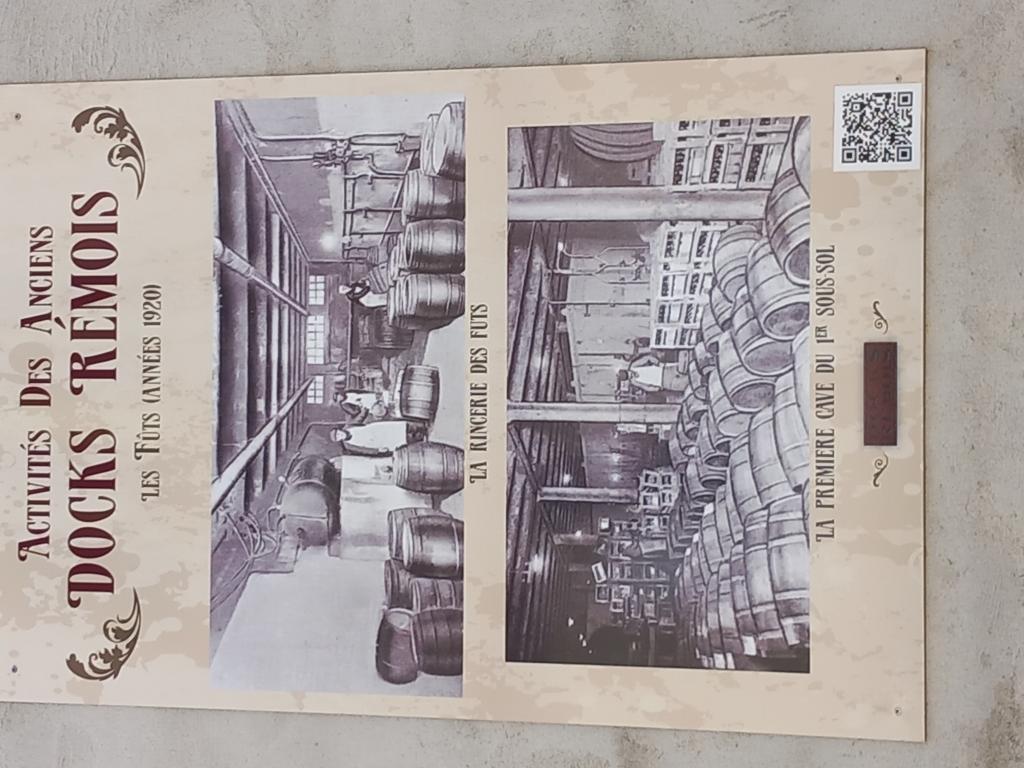 Activités Des Anciens
Docks Rémois
Les Fûts (années 1920)
La Rincerie des futs
La premiere cave du 1er sous-sol